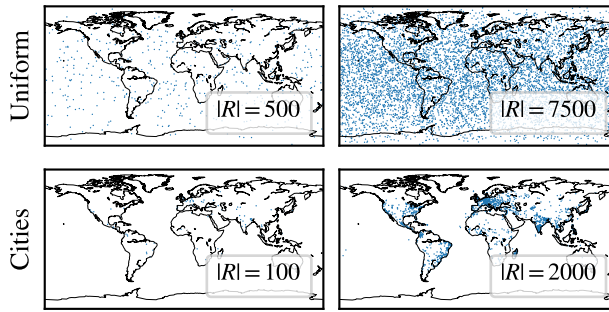 Uniform
|R| = 500
|R| = 7500
Cities
|R| = 100
|R| = 2000